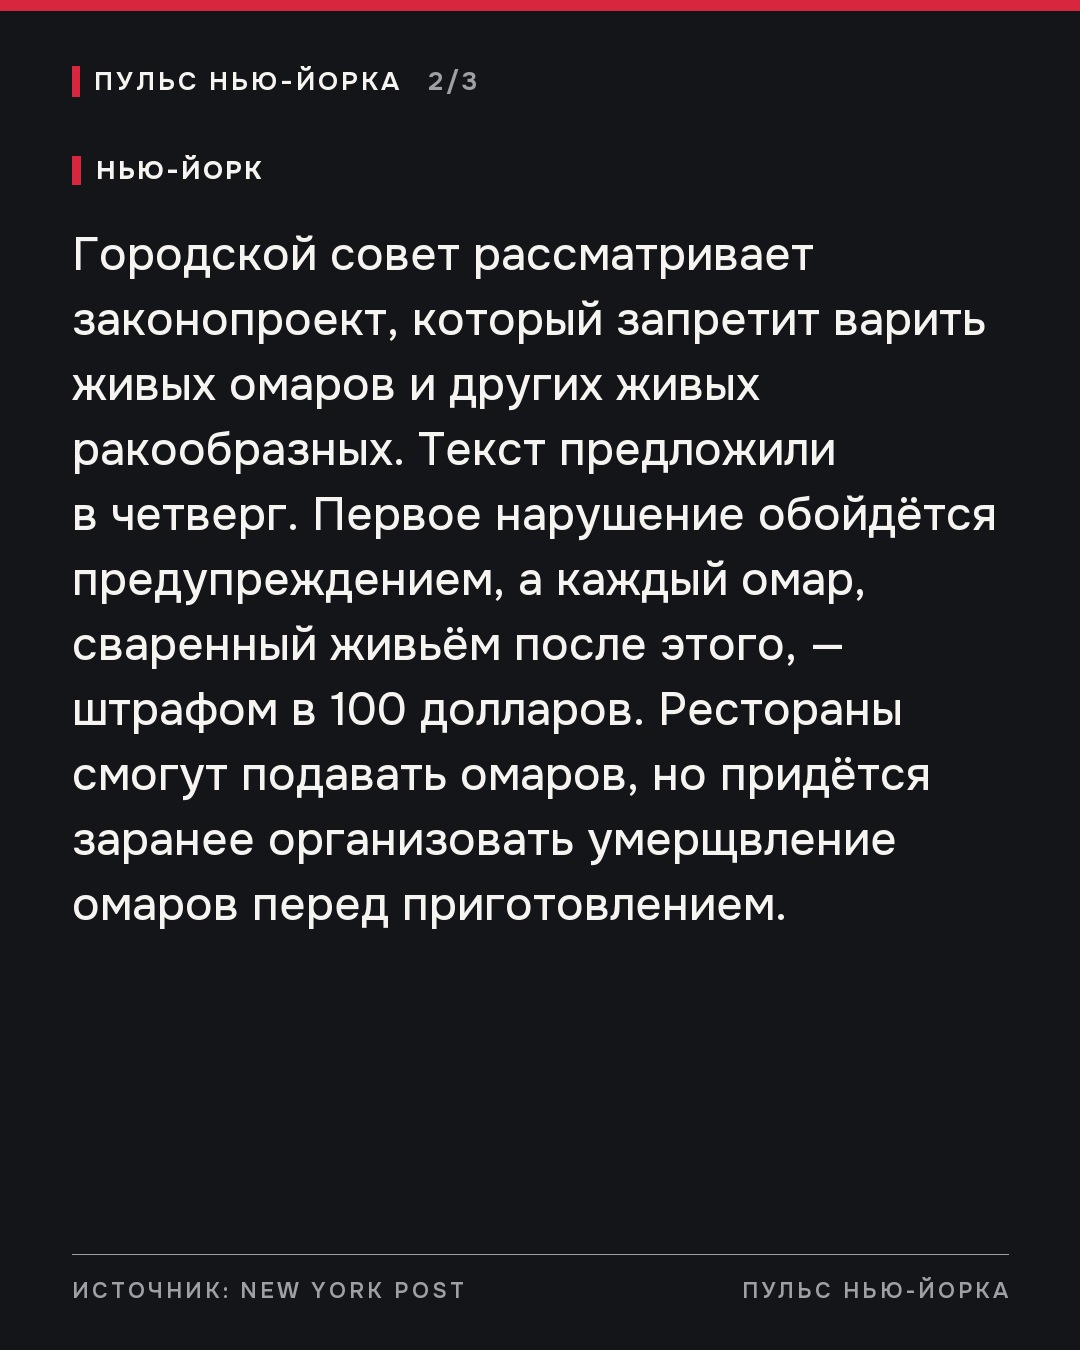 ПУЛЬС НЬЮ-ЙОРКА 2/3
НЬЮ-ЙОРК
Городской совет рассматривает
законопроект, который запретит варить
живых омаров и других живых
ракообразных. Текст предложили
в четверг. Первое нарушение обойдётся
предупреждением, а каждый омар,
сваренный живьём после этого, —
штрафом в 100 долларов. Рестораны
смогут подавать омаров, но придётся
заранее организовать умерщвление
омаров перед приготовлением.
ИСТОЧНИК: NEW YORK POST
ПУЛЬС НЬЮ-ЙОРКА